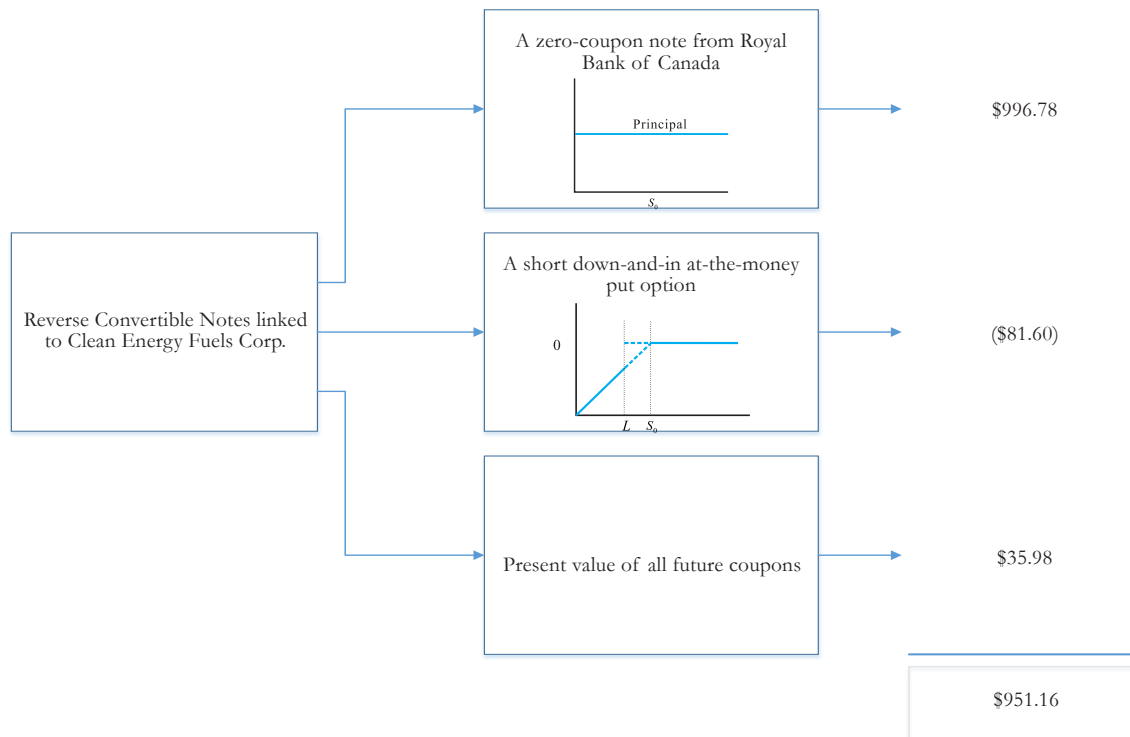 A zero-coupon note from Royal
Bank of Canada
Principal
S₀
$996.78
Reverse Convertible Notes linked
to Clean Energy Fuels Corp.
A short down-and-in at-the-money
put option
0
L S₀
($81.60)
Present value of all future coupons
$35.98
$951.16